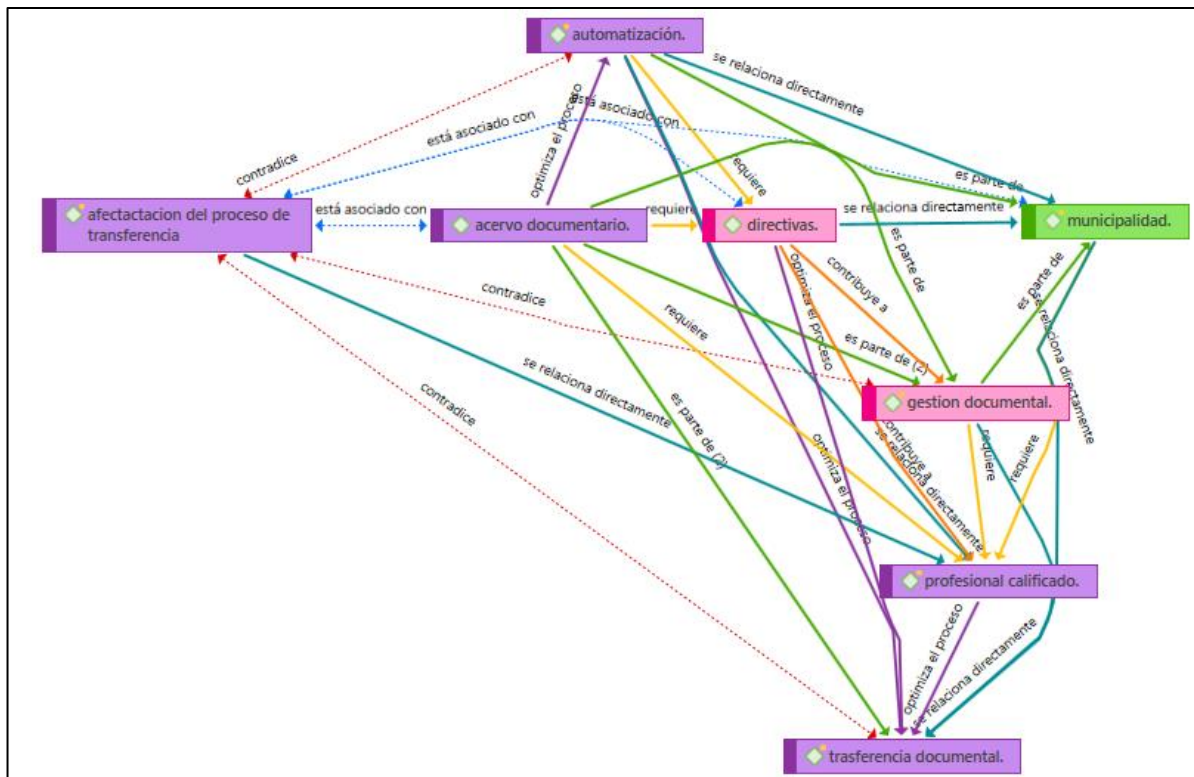 automatización.
se relaciona directamente
contradice
está asociado con
optimiza el proceso
está asociado con
requiere
es parte de
afectactacion del proceso de
transferencia
está asociado con
acervo documentario.
requiere
directivas.
se relaciona directamente
municipalidad.
es parte de
contribuye a
optimiza el proceso
es parte de
se relaciona directamente
contradice
requiere
es parte de (2)
se relaciona directamente
contradice
es parte de (2)
gestion documental.
optimiza el proceso
contribuye a
se relaciona directamente
requiere
requiere
profesional calificado.
optimiza el proceso
se relaciona directamente
trasferencia documental.